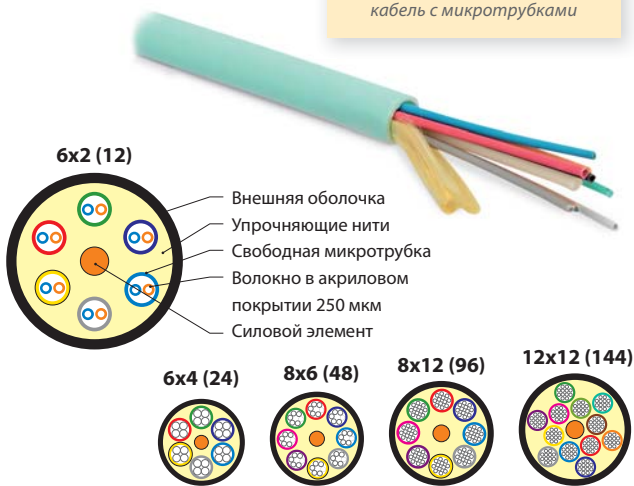 кабель с микротрубками
6x2 (12)
Внешняя оболочка
Упрочняющие нити
Свободная микротрубка
Волокно в акриловом
покрытии 250 мкм
Силовой элемент
6x4 (24)
8x6 (48)
8x12 (96)
12x12 (144)